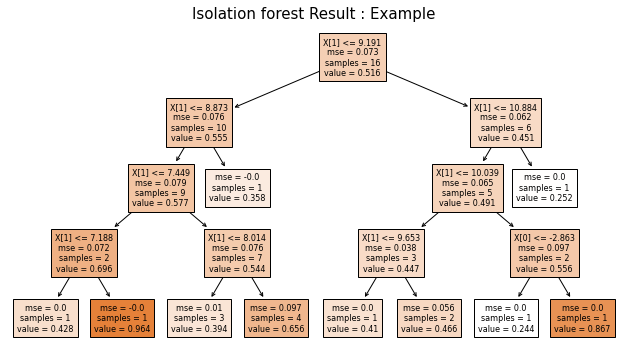 Isolation forest Result : Example
X[1] <= 9.191
mse = 0.073
samples = 16
value = 0.516
X[1] <= 8.873
mse = 0.076
samples = 10
value = 0.555
X[1] <= 10.884
mse = 0.062
samples = 6
value = 0.451
X[1] <= 7.449
mse = 0.079
samples = 9
value = 0.577
mse = -0.0
samples = 1
value = 0.358
X[1] <= 10.039
mse = 0.065
samples = 5
value = 0.491
mse = 0.0
samples = 1
value = 0.252
X[1] <= 7.188
mse = 0.072
samples = 2
value = 0.696
X[1] <= 8.014
mse = 0.076
samples = 7
value = 0.544
X[1] <= 9.653
mse = 0.038
samples = 3
value = 0.447
X[0] <= -2.863
mse = 0.097
samples = 2
value = 0.556
mse = 0.0
samples = 1
value = 0.428
mse = -0.0
samples = 1
value = 0.964
mse = 0.01
samples = 3
value = 0.394
mse = 0.097
samples = 4
value = 0.656
mse = 0.0
samples = 1
value = 0.41
mse = 0.056
samples = 2
value = 0.466
mse = 0.0
samples = 1
value = 0.244
mse = 0.0
samples = 1
value = 0.867